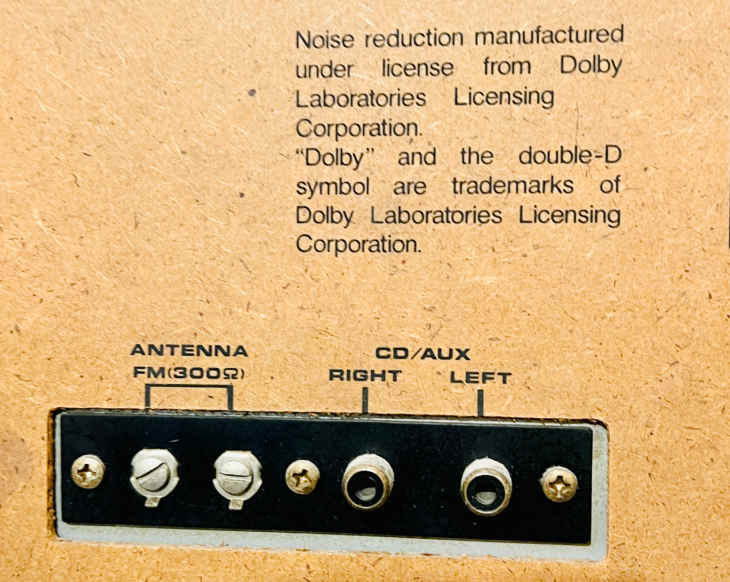 Noise reduction manufactured
under license from Dolby
Laboratories Licensing
Corporation.
“Dolby” and the double-D
symbol are trademarks of
Dolby Laboratories Licensing
Corporation.
ANTENNA
FM(300Ω)
CD/AUX
RIGHT LEFT